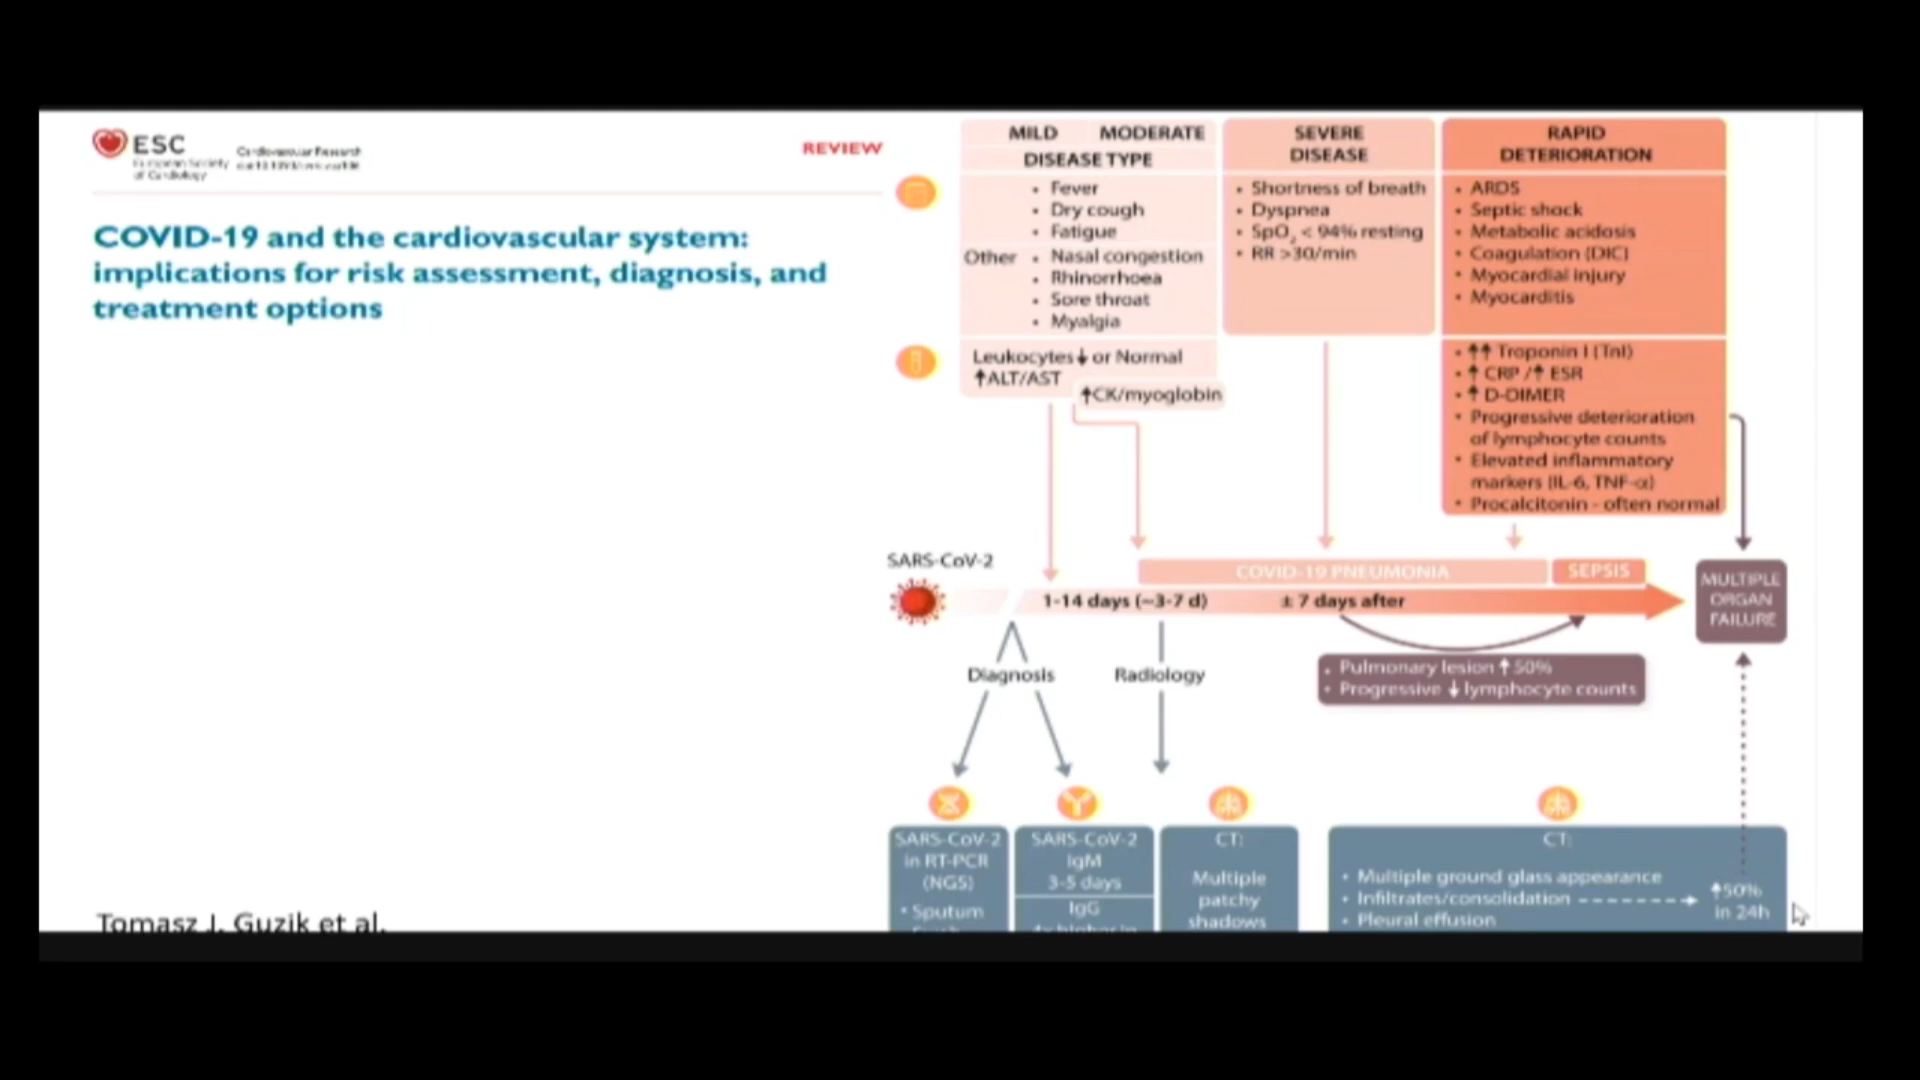 ESC
European Society
of Cardiology
Cardiovascular Research
REVIEW
COVID-19 and the cardiovascular system:
implications for risk assessment, diagnosis, and
treatment options
Tomasz J. Guzik et al.
MILD MODERATE
DISEASE TYPE
• Fever
• Dry cough
• Fatigue
Other • Nasal congestion
• Rhinorrhoea
• Sore throat
• Myalgia
Leukocytes↓ or Normal
↑ALT/AST
↑CK/myoglobin
SEVERE
DISEASE
• Shortness of breath
• Dyspnea
• SpO₂ < 94% resting
• RR >30/min
RAPID
DETERIORATION
• ARDS
• Septic shock
• Metabolic acidosis
• Coagulation (DIC)
• Myocardial injury
• Myocarditis
• ↑↑ Troponin I (TnI)
• ↑ CRP /↑ ESR
• ↑ D-DIMER
• Progressive deterioration
of lymphocyte counts
• Elevated inflammatory
markers (IL-6, TNF-α)
• Procalcitonin - often normal
SARS-CoV-2
COVID-19 PNEUMONIA
SEPSIS
1-14 days (~3-7 d)
± 7 days after
MULTIPLE
ORGAN
FAILURE
Diagnosis
Radiology
• Pulmonary lesion ↑ 50%
• Progressive ↓ lymphocyte counts
SARS-CoV-2
in RT-PCR
(NGS)
• Sputum
SARS-CoV-2
IgM
3-5 days
IgG
CT:
Multiple
patchy
shadows
CT:
• Multiple ground glass appearance
• Infiltrates/consolidation
• Pleural effusion
↑50%
in 24h